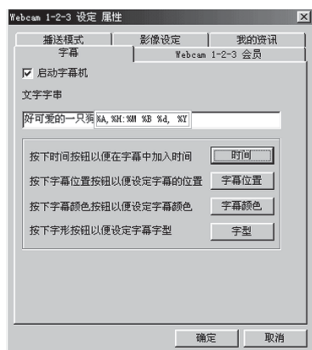 Webcam 1-2-3 设定 属性
播送模式 影像设定 我的资讯
字幕 Webcam 1-2-3 会员
启动字幕机
文字字串
好可爱的一只狗%A, %H:%M %B %d, %Y
按下时间按钮以便在字幕中加入时间 时间
按下字幕位置按钮以便设定字幕的位置 字幕位置
按下字幕颜色按钮以便设定字幕颜色 字幕颜色
按下字形按钮以便设定字幕字型 字型
确定 取消